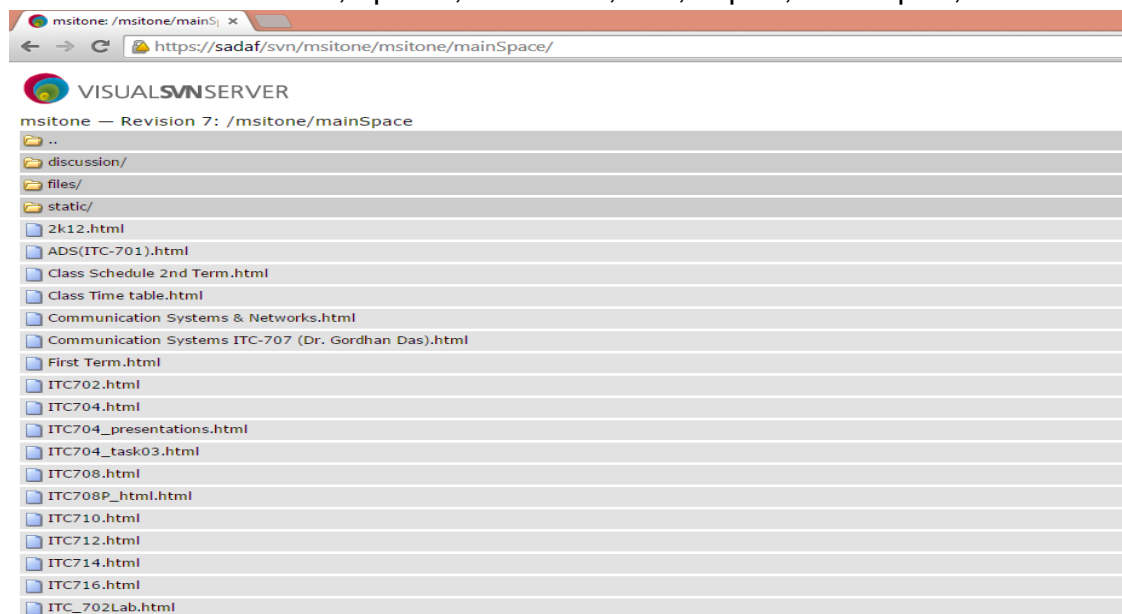 msitone: /msitone/mainS
https://sadaf/svn/msitone/msitone/mainSpace/
VISUALSVNSERVER
msitone — Revision 7: /msitone/mainSpace
..
discussion/
files/
static/
2k12.html
ADS(ITC-701).html
Class Schedule 2nd Term.html
Class Time table.html
Communication Systems & Networks.html
Communication Systems ITC-707 (Dr. Gordhan Das).html
First Term.html
ITC702.html
ITC704.html
ITC704_presentations.html
ITC704_task03.html
ITC708.html
ITC708P_html.html
ITC710.html
ITC712.html
ITC714.html
ITC716.html
ITC_702Lab.html